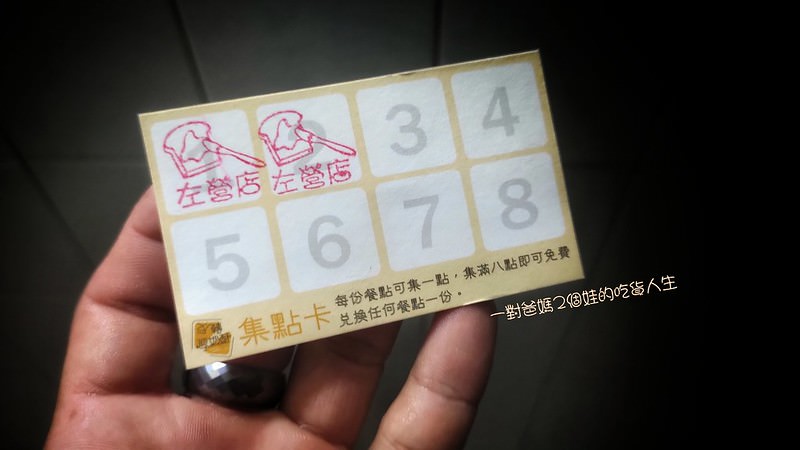 3 4
左營店 左營店
5 6 7 8
集點卡
每份餐點可集一點，集滿八點即可免費
兌換任何餐點一份。
一對爸媽2個娃的吃貨人生